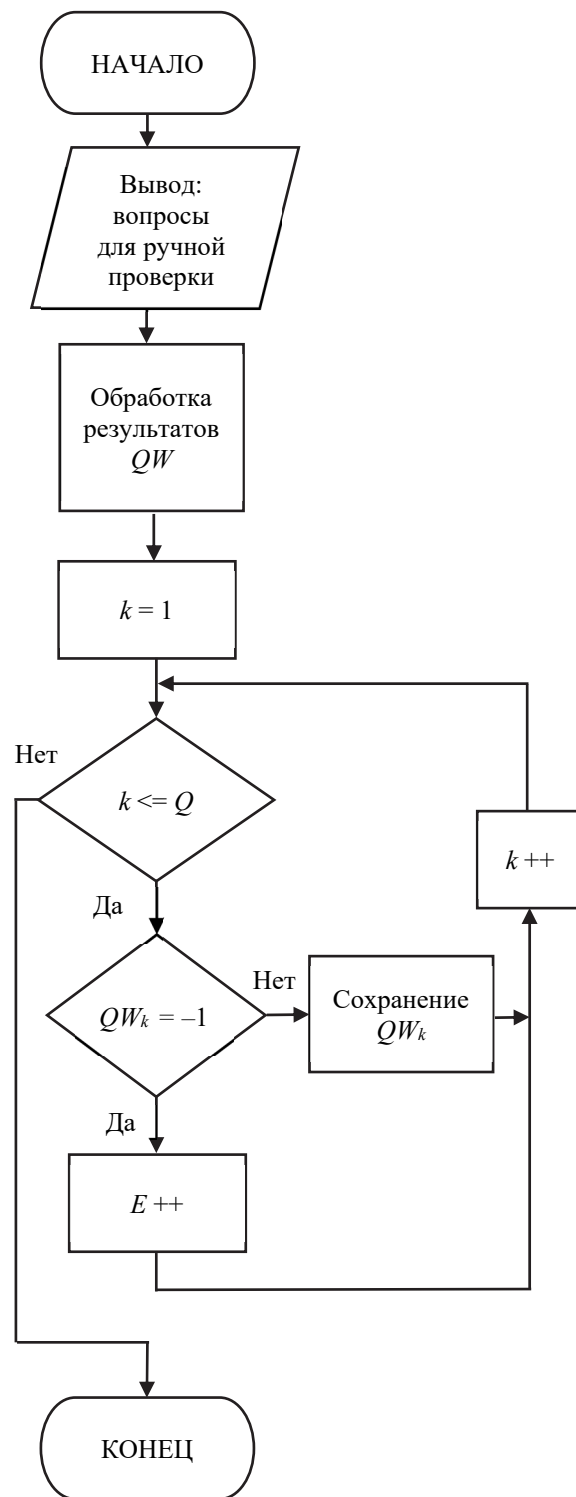 НАЧАЛО
Вывод:
вопросы
для ручной
проверки
Обработка
результатов
QW
k = 1
Нет
k <= Q
k ++
Да
Нет
QWk = –1
Сохранение
QWk
Да
E ++
КОНЕЦ